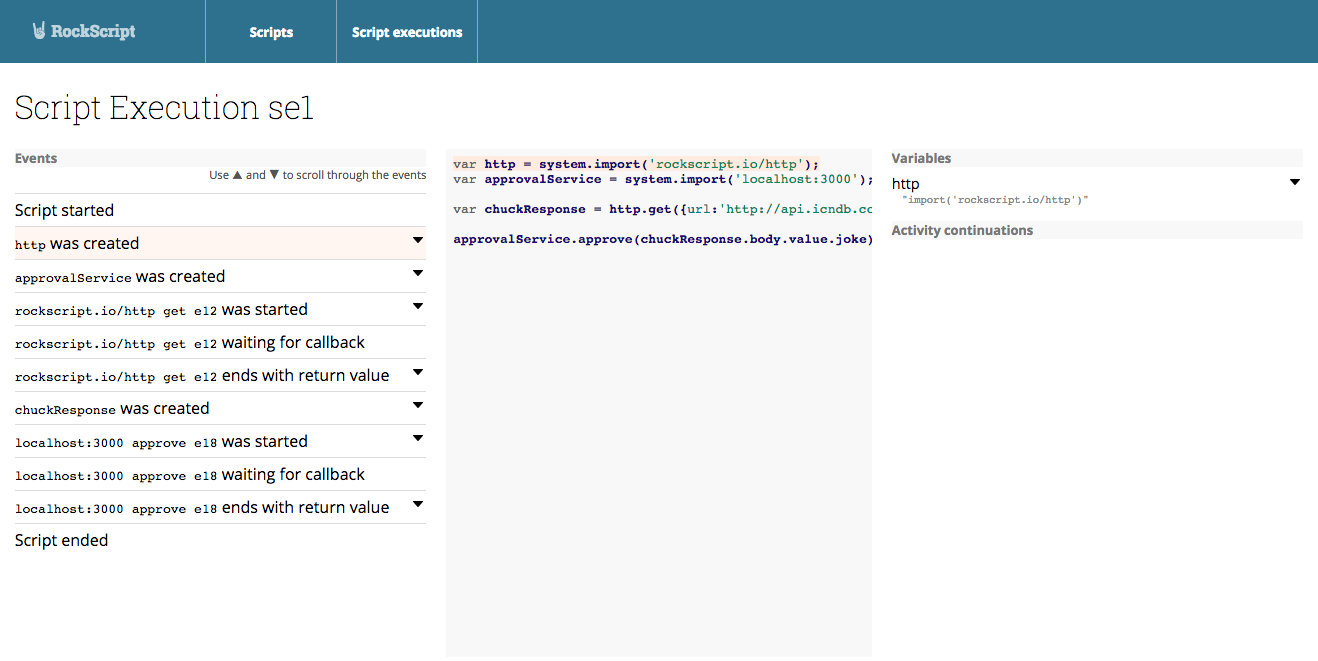 RockScript
Scripts
Script executions
Script Execution se1
Events
Use ▲ and ▼ to scroll through the events
Script started
http was created
approvalService was created
rockscript.io/http get e12 was started
rockscript.io/http get e12 waiting for callback
rockscript.io/http get e12 ends with return value
chuckResponse was created
localhost:3000 approve e18 was started
localhost:3000 approve e18 waiting for callback
localhost:3000 approve e18 ends with return value
Script ended
var http = system.import('rockscript.io/http');
var approvalService = system.import('localhost:3000');
var chuckResponse = http.get({url:'http://api.icndb.co
approvalService.approve(chuckResponse.body.value.joke)
Variables
http
"import('rockscript.io/http')"
Activity continuations